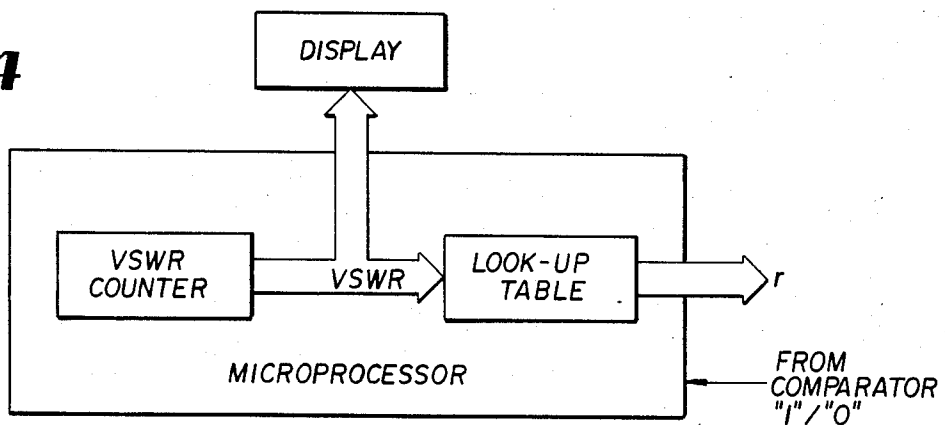 4
DISPLAY
VSWR
COUNTER
VSWR
LOOK-UP
TABLE
r
MICROPROCESSOR
FROM
COMPARATOR
"1"/"0"